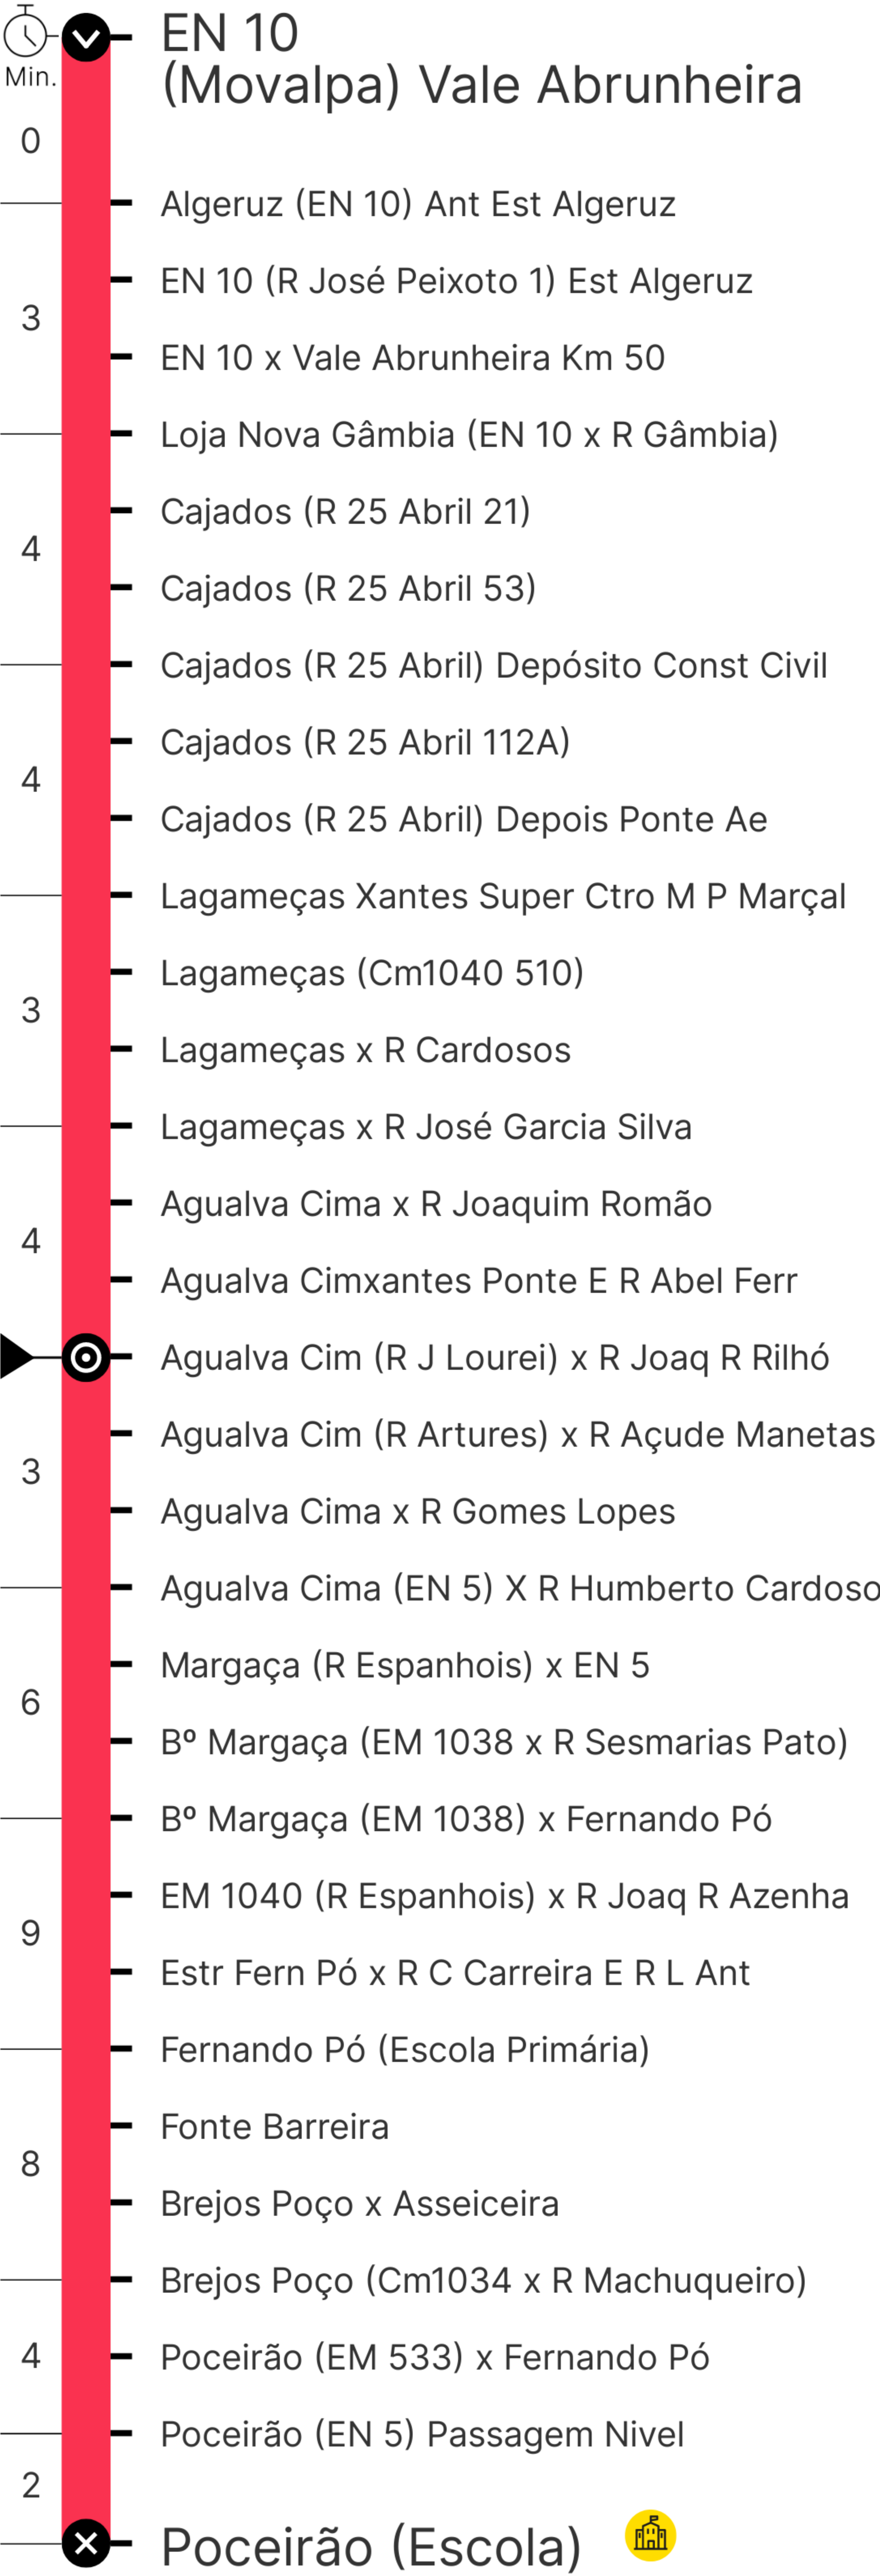 EN 10
(Movalpa) Vale Abrunheira
Min.
0
Algeruz (EN 10) Ant Est Algeruz
EN 10 (R José Peixoto 1) Est Algeruz
3
EN 10 x Vale Abrunheira Km 50
Loja Nova Gâmbia (EN 10 x R Gâmbia)
Cajados (R 25 Abril 21)
4
Cajados (R 25 Abril 53)
Cajados (R 25 Abril) Depósito Const Civil
Cajados (R 25 Abril 112A)
4
Cajados (R 25 Abril) Depois Ponte Ae
Lagameças Xantes Super Ctro M P Marçal
Lagameças (Cm1040 510)
3
Lagameças x R Cardosos
Lagameças x R José Garcia Silva
Agualva Cima x R Joaquim Romão
4
Agualva Cimxantes Ponte E R Abel Ferr
Agualva Cim (R J Lourei) x R Joaq R Rilhó
Agualva Cim (R Artures) x R Açude Manetas
3
Agualva Cima x R Gomes Lopes
Agualva Cima (EN 5) X R Humberto Cardoso
Margaça (R Espanhois) x EN 5
6
Bº Margaça (EM 1038 x R Sesmarias Pato)
Bº Margaça (EM 1038) x Fernando Pó
EM 1040 (R Espanhois) x R Joaq R Azenha
9
Estr Fern Pó x R C Carreira E R L Ant
Fernando Pó (Escola Primária)
Fonte Barreira
8
Brejos Poço x Asseiceira
Brejos Poço (Cm1034 x R Machuqueiro)
4
Poceirão (EM 533) x Fernando Pó
Poceirão (EN 5) Passagem Nivel
2
Poceirão (Escola)